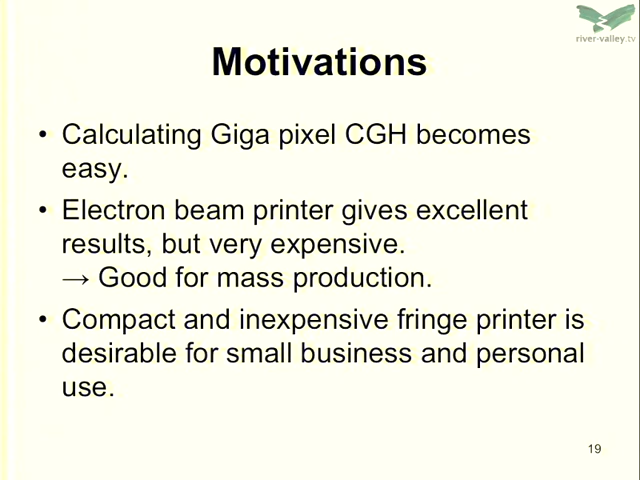 river-valley.tv
Motivations
• Calculating Giga pixel CGH becomes
easy.
• Electron beam printer gives excellent
results, but very expensive.
→ Good for mass production.
• Compact and inexpensive fringe printer is
desirable for small business and personal
use.
19